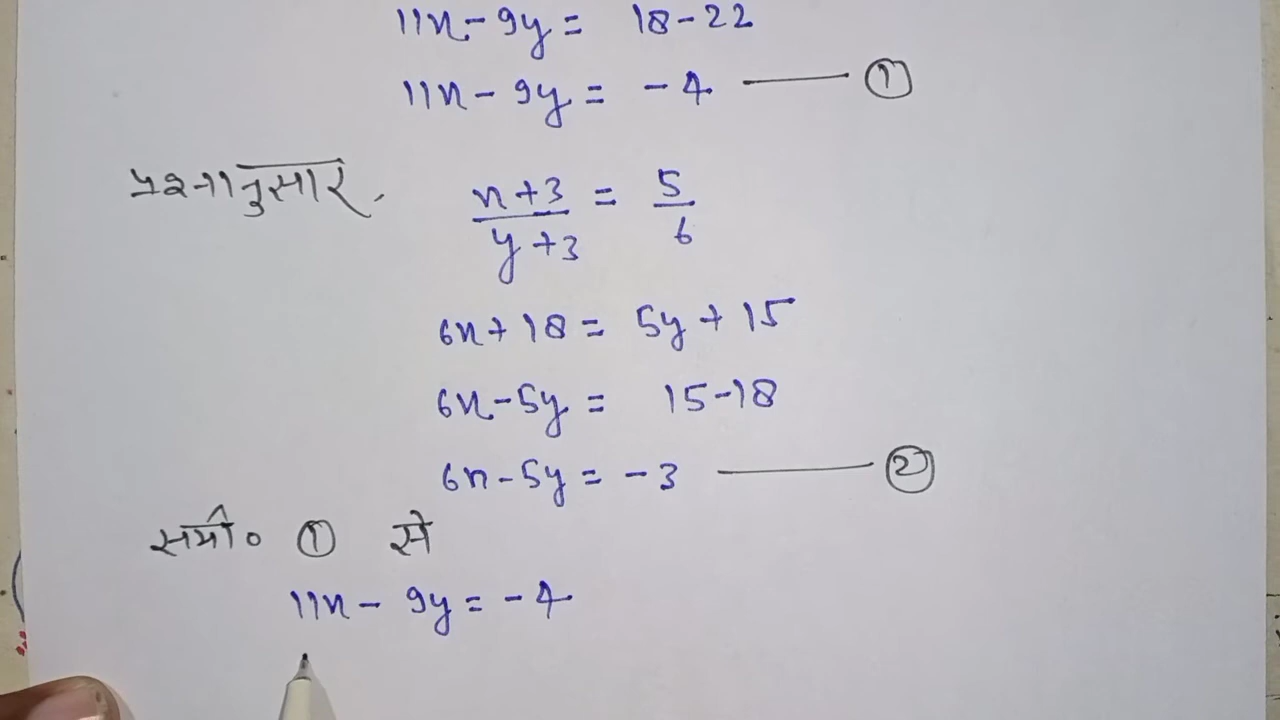 11x - 9y = 18 - 22
11x - 9y = -4 ——— ①
प्रश्नानुसार, x+3/y+3 = 5/6
6x + 18 = 5y + 15
6x - 5y = 15 - 18
6x - 5y = -3 ——— ②
समी० ① से
11x - 9y = -4